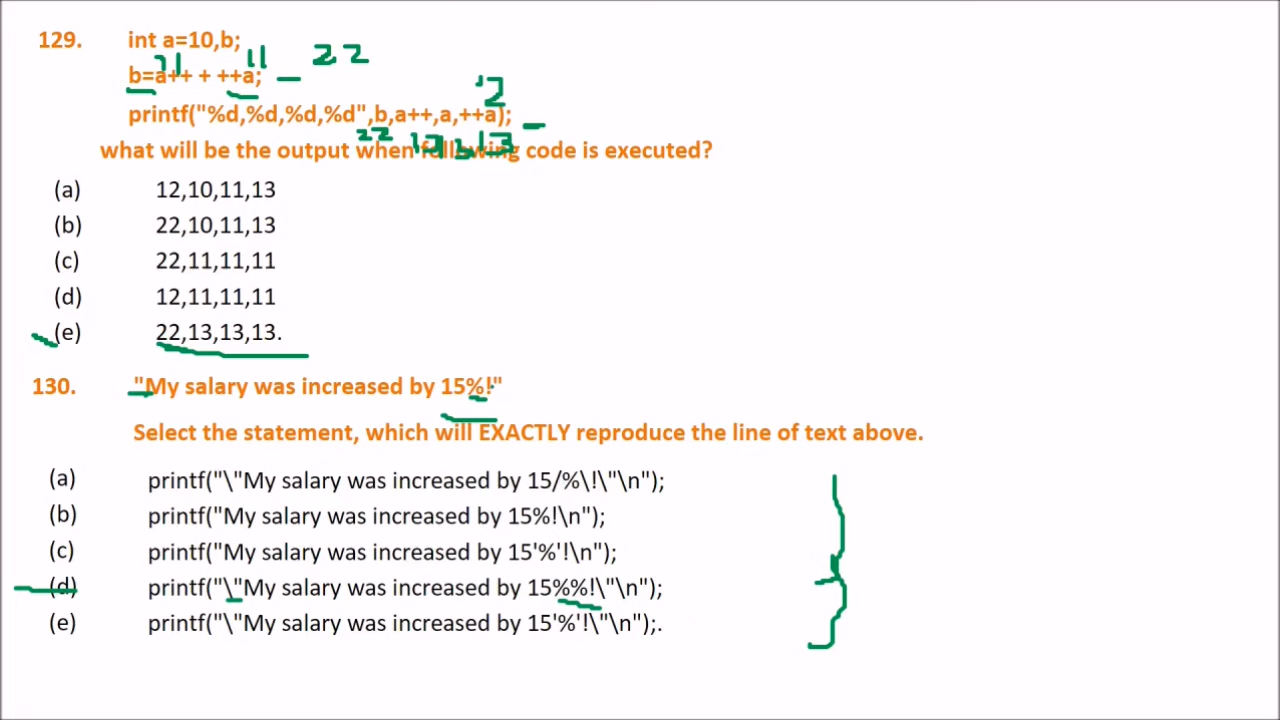 129. int a=10,b;
11 11 22
b=a++ + ++a;
12
printf("%d,%d,%d,%d",b,a++,a,++a);
22 13
what will be the output when following code is executed?
(a) 12,10,11,13
(b) 22,10,11,13
(c) 22,11,11,11
(d) 12,11,11,11
(e) 22,13,13,13.
130. "My salary was increased by 15%!"
Select the statement, which will EXACTLY reproduce the line of text above.
(a) printf("\"My salary was increased by 15/%\!\"\n");
(b) printf("My salary was increased by 15%!\n");
(c) printf("My salary was increased by 15'%'!\n");
(d) printf("\"My salary was increased by 15%%!\"\n");
(e) printf("\"My salary was increased by 15'%'!\"\n");.